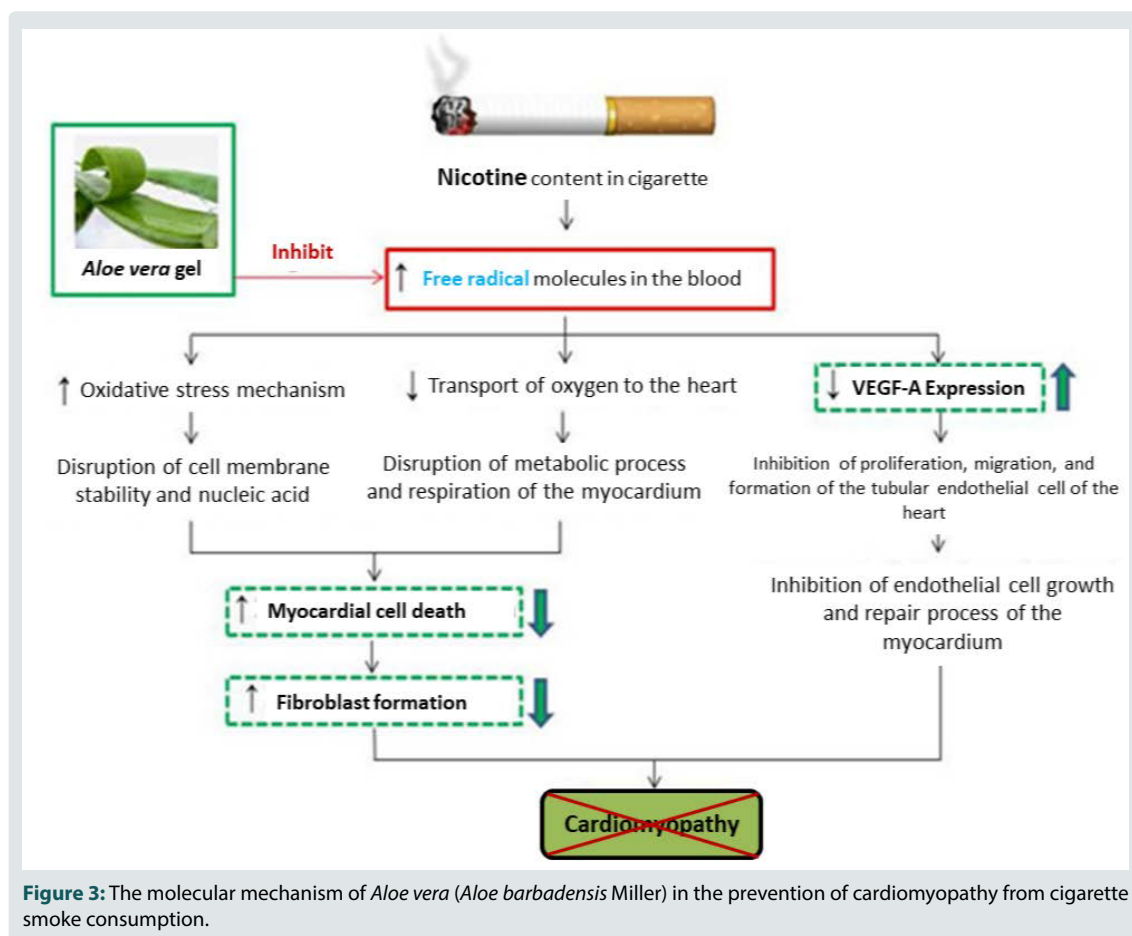 Nicotine content in cigarette
Aloe vera gel
Inhibit
↑ Free radical molecules in the blood
↑ Oxidative stress mechanism
↓ Transport of oxygen to the heart
↓ VEGF-A Expression
Disruption of cell membrane
stability and nucleic acid
Disruption of metabolic process
and respiration of the myocardium
Inhibition of proliferation, migration, and
formation of the tubular endothelial cell of the
heart
↑ Myocardial cell death
Inhibition of endothelial cell growth
and repair process of the
myocardium
↑ Fibroblast formation
Cardiomyopathy
Figure 3: The molecular mechanism of Aloe vera (Aloe barbadensis Miller) in the prevention of cardiomyopathy from cigarette
smoke consumption.